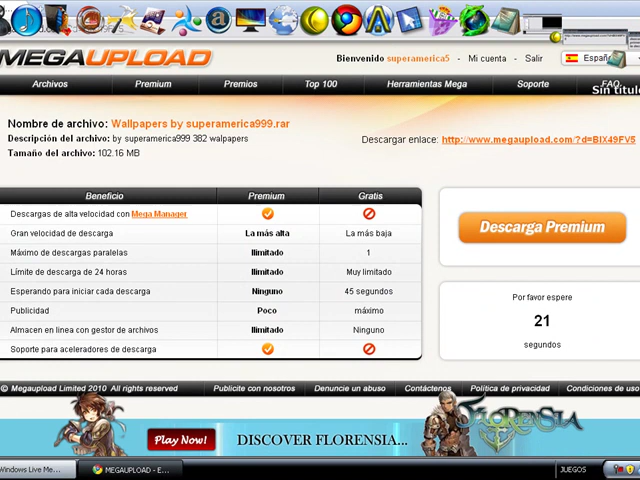 MEGAUPLOAD
Bienvenido superamerica5 - Mi cuenta - Salir
Españ
Archivos Premium Premios Top 100 Herramientas Mega Soporte FAQ
Sin titulo
Nombre de archivo: Wallpapers by superamerica999.rar
Descripción del archivo: by superamerica999 382 walpapers
Tamaño del archivo: 102.16 MB
Descargar enlace: http://www.megaupload.com/?d=BIX49FV5
Beneficio Premium Gratis
Descargas de alta velocidad con Mega Manager
Gran velocidad de descarga La más alta La más baja
Máximo de descargas paralelas Ilimitado 1
Límite de descarga de 24 horas Ilimitado Muy limitado
Esperando para iniciar cada descarga Ninguno 45 segundos
Publicidad Poco máximo
Almacen en linea con gestor de archivos Ilimitado Ninguno
Soporte para aceleradores de descarga
Descarga Premium
Por favor espere
21
segundos
© Megaupload Limited 2010 All rights reserved Publicite con nosotros Denuncie un abuso Contáctenos Política de privacidad Condiciones de uso
Play Now! DISCOVER FLORENSIA... FLORENSIA
Windows Live Me... MEGAUPLOAD - E... JUEGOS